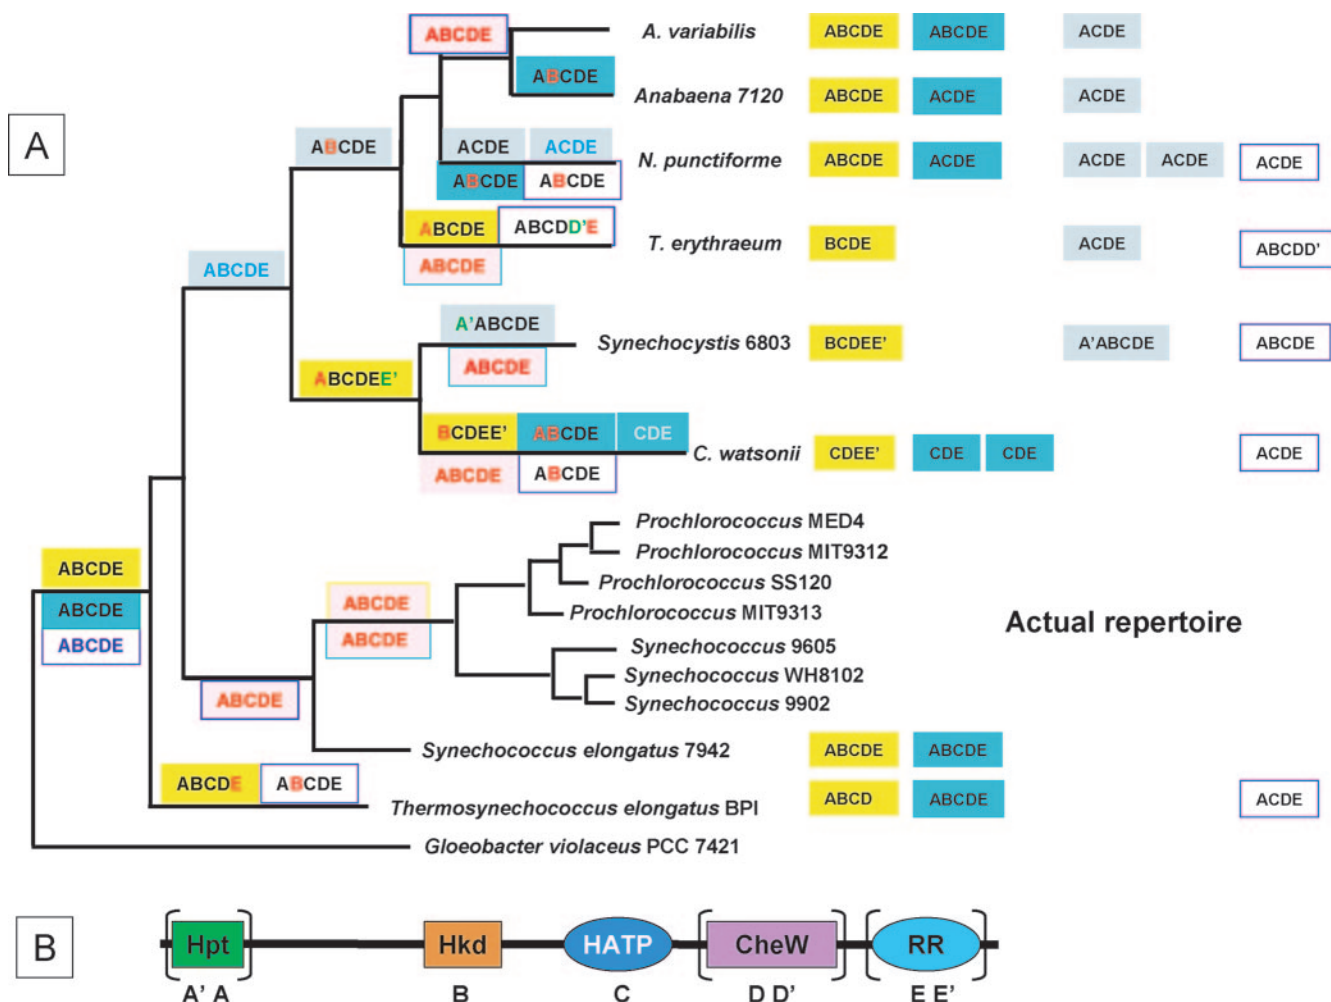 ABCDE A. variabilis ABCDE ABCDE ACDE
ABCDE Anabaena 7120 ABCDE ACDE ACDE
A
ABCDE ACDE ACDE N. punctiforme ABCDE ACDE ACDE ACDE ACDE
ABCDE ABCDE
ABCDE ABCDD'E T. erythraeum BCDE ACDE ABCDD'
ABCDE ABCDE
A'ABCDE Synechocystis 6803 BCDEE' A'ABCDE ABCDE
ABCDEE' ABCDE
BCDEE' ABCDE CDE C. watsonii CDEE' CDE CDE ACDE
ABCDE ABCDE
Prochlorococcus MED4
Prochlorococcus MIT9312
ABCDE Prochlorococcus SS120
ABCDE ABCDE Prochlorococcus MIT9313
Actual repertoire
ABCDE ABCDE Synechococcus 9605
Synechococcus WH8102
ABCDE Synechococcus 9902
Synechococcus elongatus 7942 ABCDE ABCDE
ABCDE ABCDE Thermosynechococcus elongatus BPI ABCD ABCDE ACDE
Gloeobacter violaceus PCC 7421
B Hpt Hkd HATP CheW RR
A' A B C D D' E E'